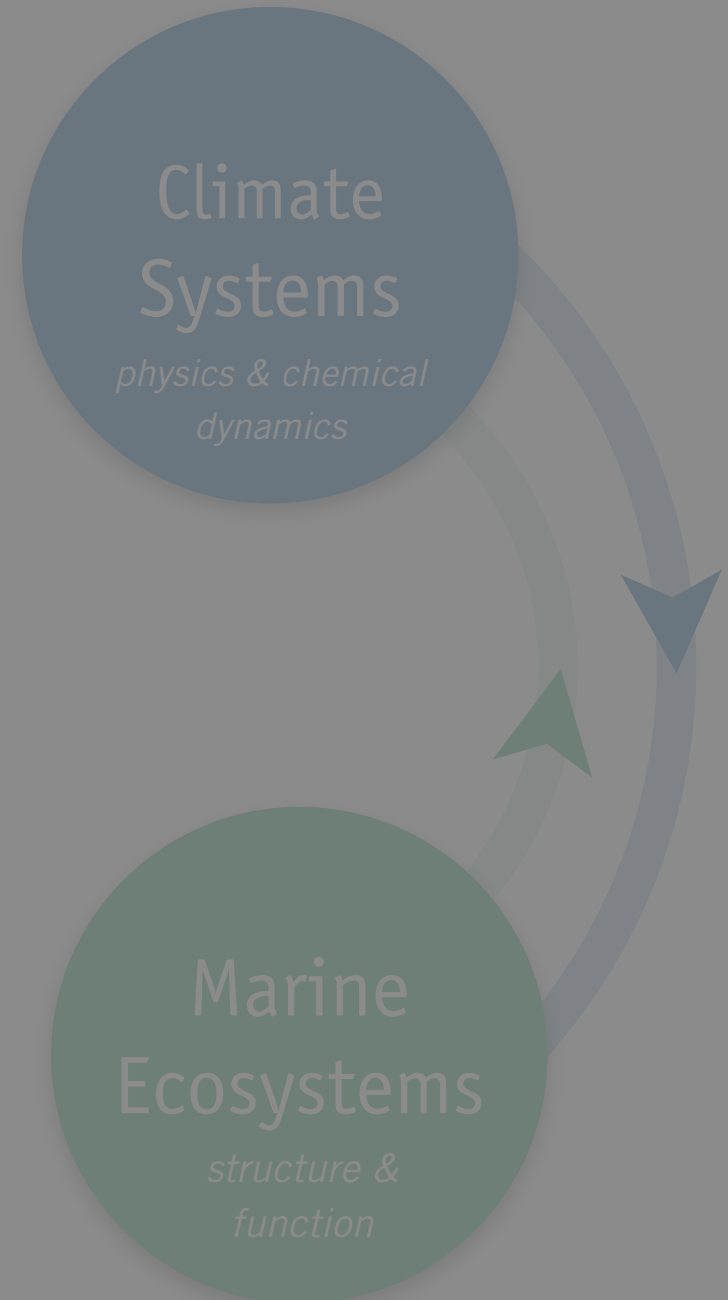 Climate
Systems
physics & chemical
dynamics
Marine
Ecosystems
structure &
function